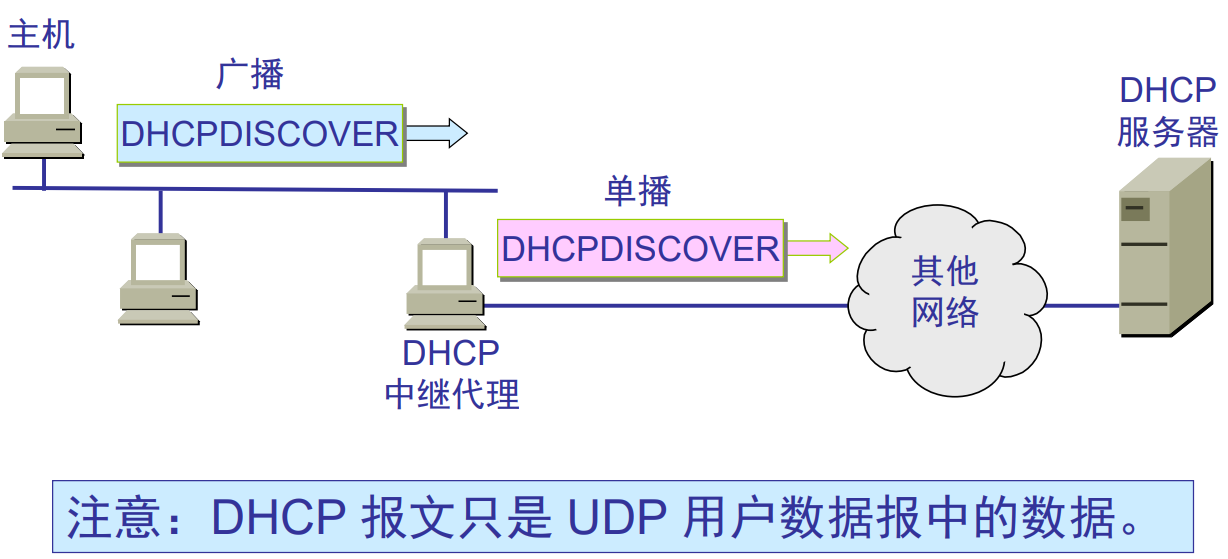 主机
广播
DHCPDISCOVER
DHCP
服务器
单播
DHCPDISCOVER
其他
网络
DHCP
中继代理
注意：DHCP 报文只是 UDP 用户数据报中的数据。